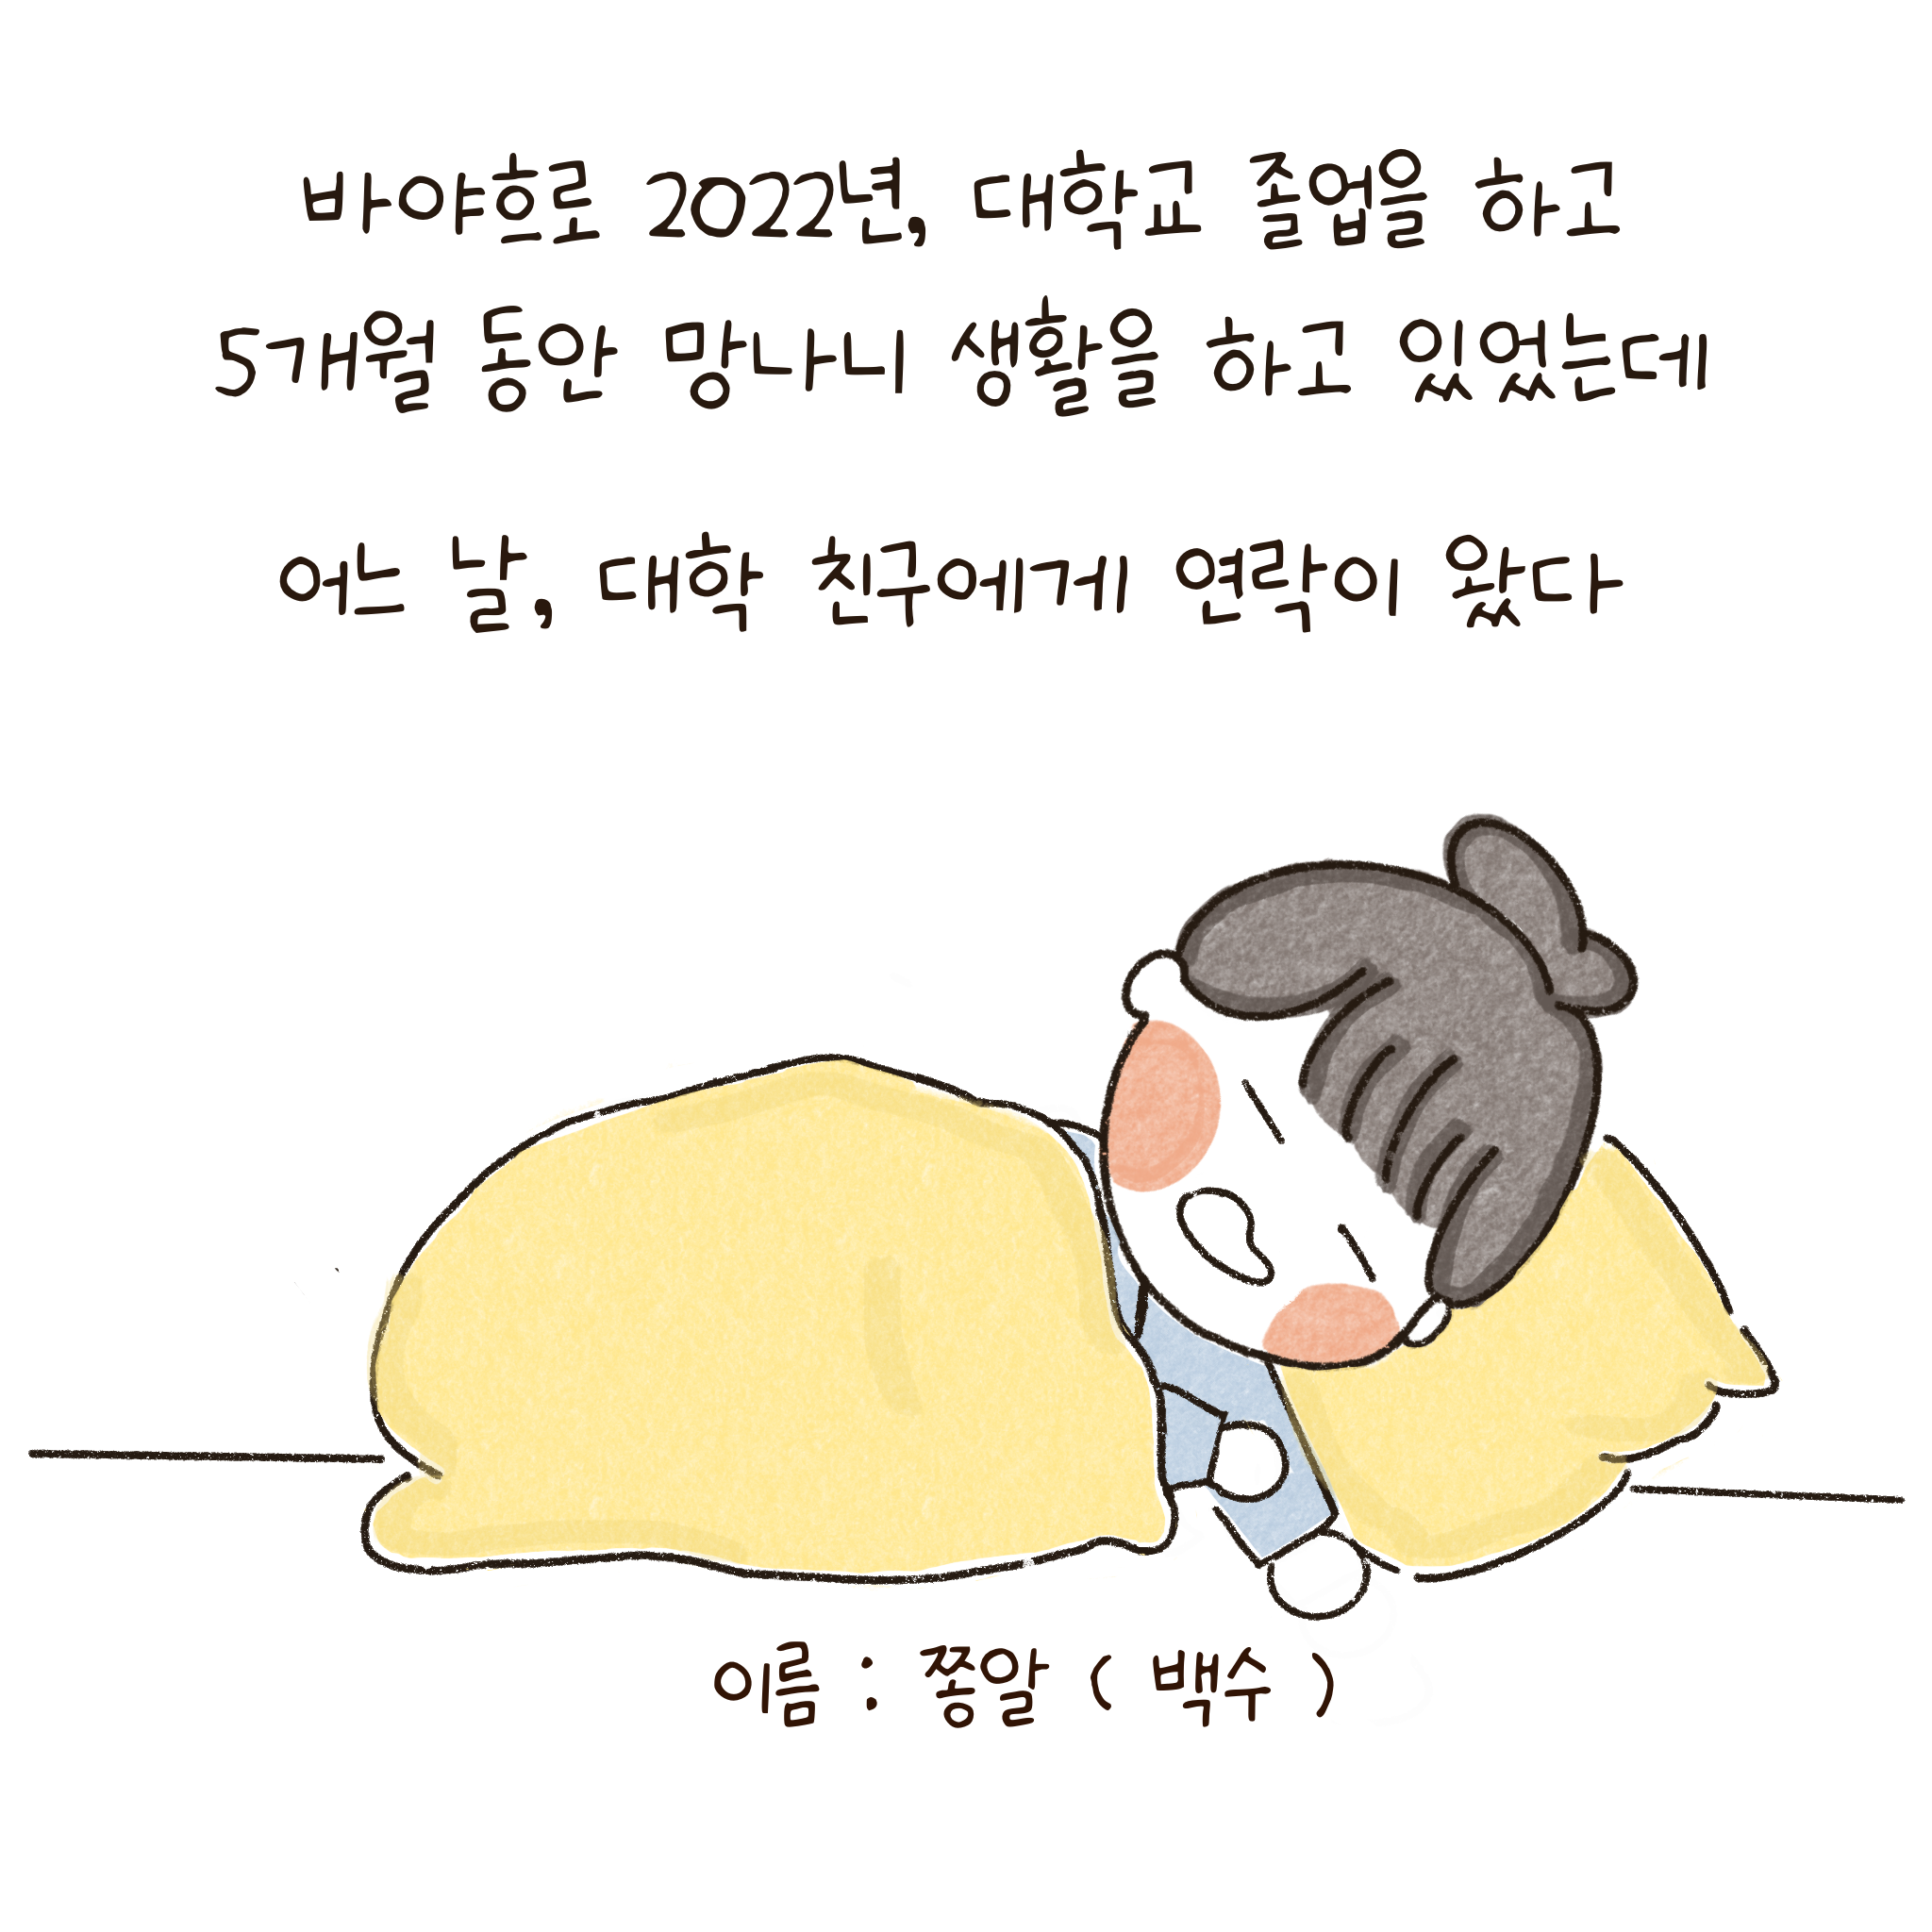 바야흐로 2022년, 대학교 졸업을 하고
5개월 동안 망나니 생활을 하고 있었는데
어느 날, 대학 친구에게 연락이 왔다
이름 : 쫑알 ( 백수 )